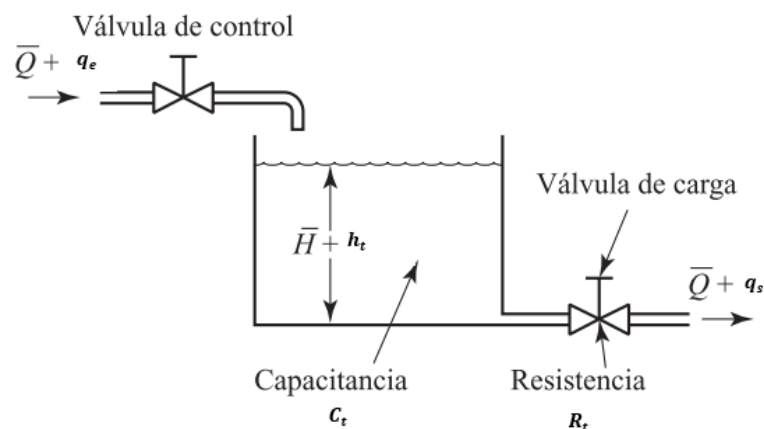 Válvula de control
Q̅ + qₑ
Válvula de carga
H̅ + hₜ
Q̅ + qₛ
Capacitancia
Cₜ
Resistencia
Rₜ